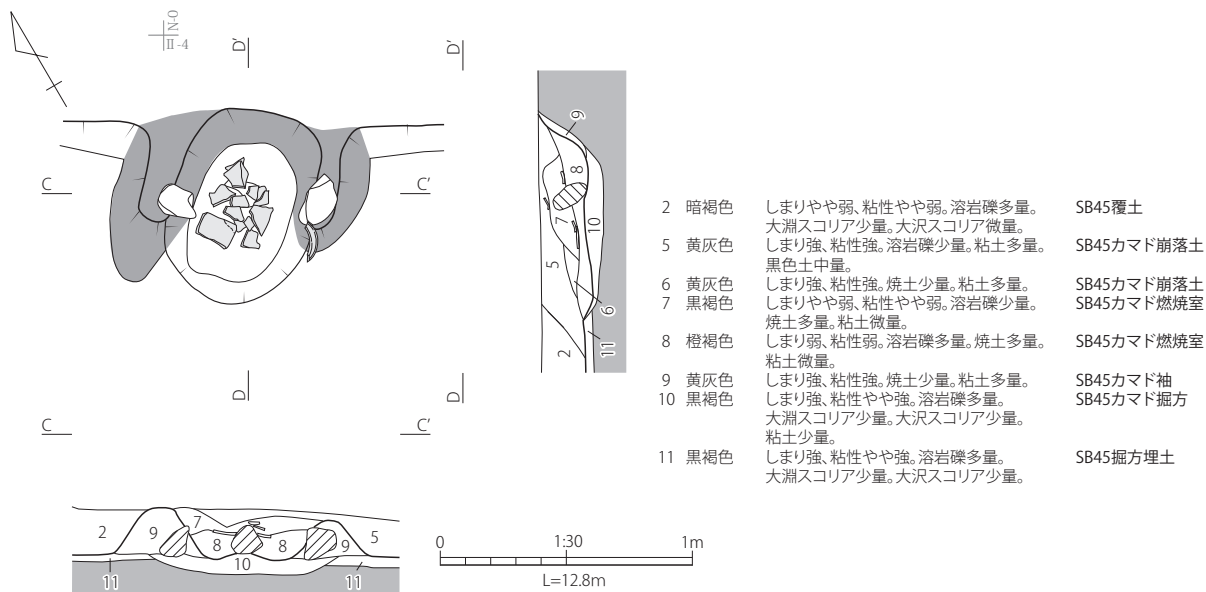 N-0
II-4
D'
D'
C
C'
D
D
9
8
7
10
5
6
2
11
2 暗褐色 しまりやや弱、粘性やや弱。溶岩礫多量。 SB45覆土
大淵スコリア少量。大沢スコリア微量。
5 黄灰色 しまり強、粘性強。溶岩礫少量。粘土多量。 SB45カマド崩落土
黒色土中量。
6 黄灰色 しまり強、粘性強。焼土少量。粘土多量。 SB45カマド崩落土
7 黒褐色 しまりやや弱、粘性やや弱。溶岩礫少量。 SB45カマド燃焼室
焼土多量。粘土微量。
8 橙褐色 しまり弱、粘性弱。溶岩礫多量。焼土多量。 SB45カマド燃焼室
粘土微量。
9 黄灰色 しまり強、粘性強。焼土少量。粘土多量。 SB45カマド袖
10 黒褐色 しまり強、粘性やや強。溶岩礫多量。 SB45カマド掘方
大淵スコリア少量。大沢スコリア少量。
粘土少量。
11 黒褐色 しまり強、粘性やや強。溶岩礫多量。 SB45掘方埋土
大淵スコリア少量。大沢スコリア少量。
C
C'
2 9 7 8 8 9 5
10
11 11
0 1:30 1m
L=12.8m